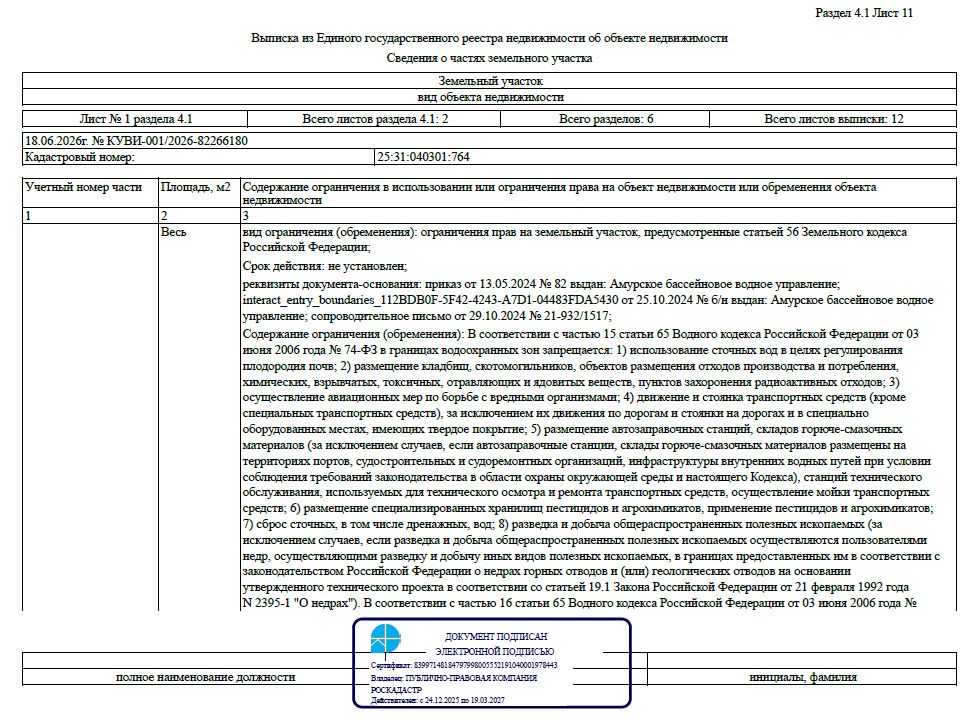 Раздел 4.1 Лист 11
Выписка из Единого государственного реестра недвижимости об объекте недвижимости
Сведения о частях земельного участка
Земельный участок
вид объекта недвижимости
Лист № 1 раздела 4.1 Всего листов раздела 4.1: 2 Всего разделов: 6 Всего листов выписки: 12
18.06.2026г. № КУВИ-001/2026-82266180
Кадастровый номер: 25:31:040301:764
Учетный номер части Площадь, м2 Содержание ограничения в использовании или ограничения права на объект недвижимости или обременения объекта
недвижимости
1 2 3
Весь вид ограничения (обременения): ограничения прав на земельный участок, предусмотренные статьей 56 Земельного кодекса
Российской Федерации;
Срок действия: не установлен;
реквизиты документа-основания: приказ от 13.05.2024 № 82 выдан: Амурское бассейновое водное управление;
interact_entry_boundaries_112BDB0F-5F42-4243-A7D1-04483FDA5430 от 25.10.2024 № б/н выдан: Амурское бассейновое водное
управление; сопроводительное письмо от 29.10.2024 № 21-932/1517;
Содержание ограничения (обременения): В соответствии с частью 15 статьи 65 Водного кодекса Российской Федерации от 03
июня 2006 года № 74-ФЗ в границах водоохранных зон запрещается: 1) использование сточных вод в целях регулирования
плодородия почв; 2) размещение кладбищ, скотомогильников, объектов размещения отходов производства и потребления,
химических, взрывчатых, токсичных, отравляющих и ядовитых веществ, пунктов захоронения радиоактивных отходов; 3)
осуществление авиационных мер по борьбе с вредными организмами; 4) движение и стоянка транспортных средств (кроме
специальных транспортных средств), за исключением их движения по дорогам и стоянки на дорогах и в специально
оборудованных местах, имеющих твердое покрытие; 5) размещение автозаправочных станций, складов горюче-смазочных
материалов (за исключением случаев, если автозаправочные станции, склады горюче-смазочных материалов размещены на
территориях портов, судостроительных и судоремонтных организаций, инфраструктуры внутренних водных путей при условии
соблюдения требований законодательства в области охраны окружающей среды и настоящего Кодекса), станций технического
обслуживания, используемых для технического осмотра и ремонта транспортных средств, осуществление мойки транспортных
средств; 6) размещение специализированных хранилищ пестицидов и агрохимикатов, применение пестицидов и агрохимикатов;
7) сброс сточных, в том числе дренажных, вод; 8) разведка и добыча общераспространенных полезных ископаемых (за
исключением случаев, если разведка и добыча общераспространенных полезных ископаемых осуществляются пользователями
недр, осуществляющими разведку и добычу иных видов полезных ископаемых, в границах предоставленных им в соответствии с
законодательством Российской Федерации о недрах горных отводов и (или) геологических отводов на основании
утвержденного технического проекта в соответствии со статьей 19.1 Закона Российской Федерации от 21 февраля 1992 года
N 2395-1 "О недрах"). В соответствии с частью 16 статьи 65 Водного кодекса Российской Федерации от 03 июня 2006 года №
ДОКУМЕНТ ПОДПИСАН
ЭЛЕКТРОННОЙ ПОДПИСЬЮ
Сертификат: 83997148184797998005552191040001978443
Владелец: ПУБЛИЧНО-ПРАВОВАЯ КОМПАНИЯ
РОСКАДАСТР
Действителен: с 24.12.2025 по 19.03.2027
полное наименование должности инициалы, фамилия